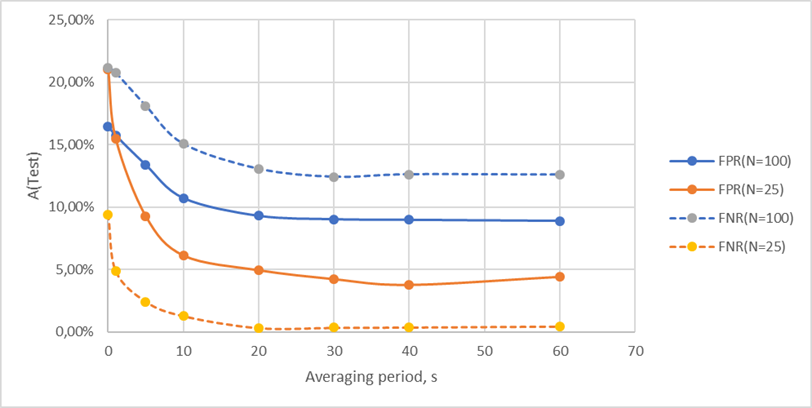 25,00%
20,00%
15,00%
10,00%
5,00%
0,00%
A(Test)
0 10 20 30 40 50 60 70
Averaging period, s
FPR(N=100)
FPR(N=25)
FNR(N=100)
FNR(N=25)